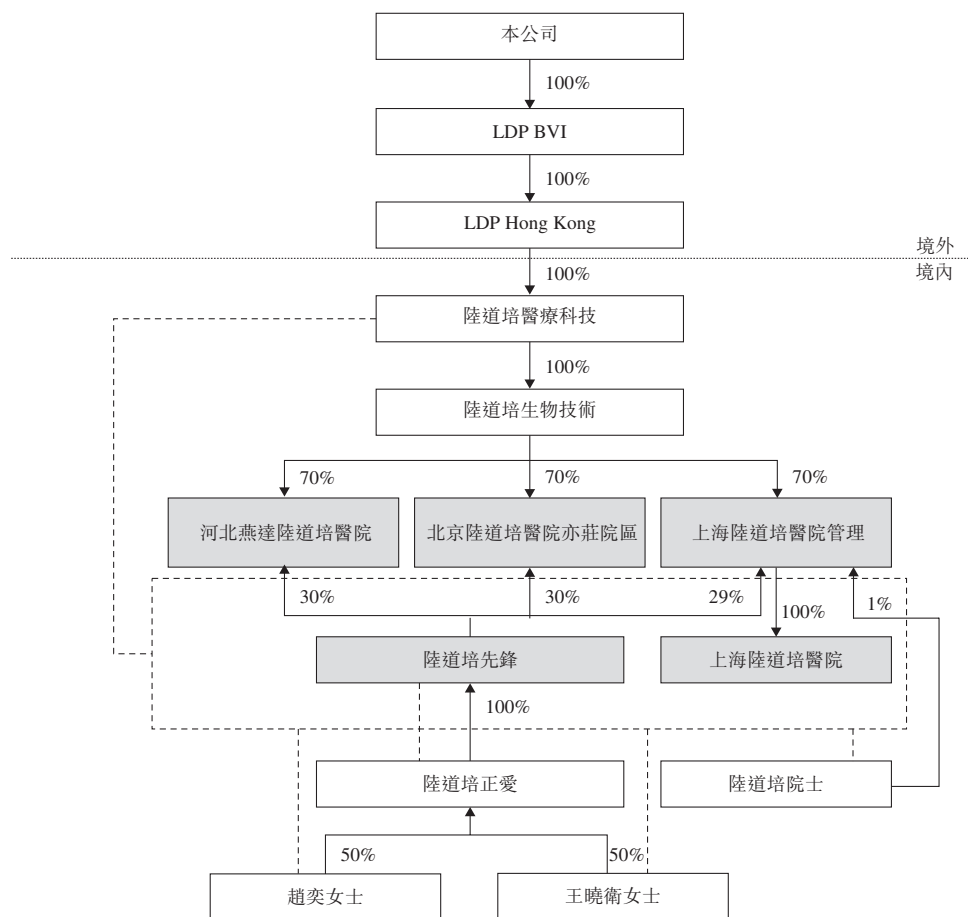 本公司
100%
LDP BVI
100%
LDP Hong Kong
境外
境內
100%
陸道培醫療科技
100%
陸道培生物技術
70%
70%
70%
河北燕達陸道培醫院
北京陸道培醫院亦莊院區
上海陸道培醫院管理
30%
30%
29%
100%
1%
陸道培先鋒
上海陸道培醫院
100%
陸道培正愛
陸道培院士
50%
50%
趙奕女士
王曉衛女士